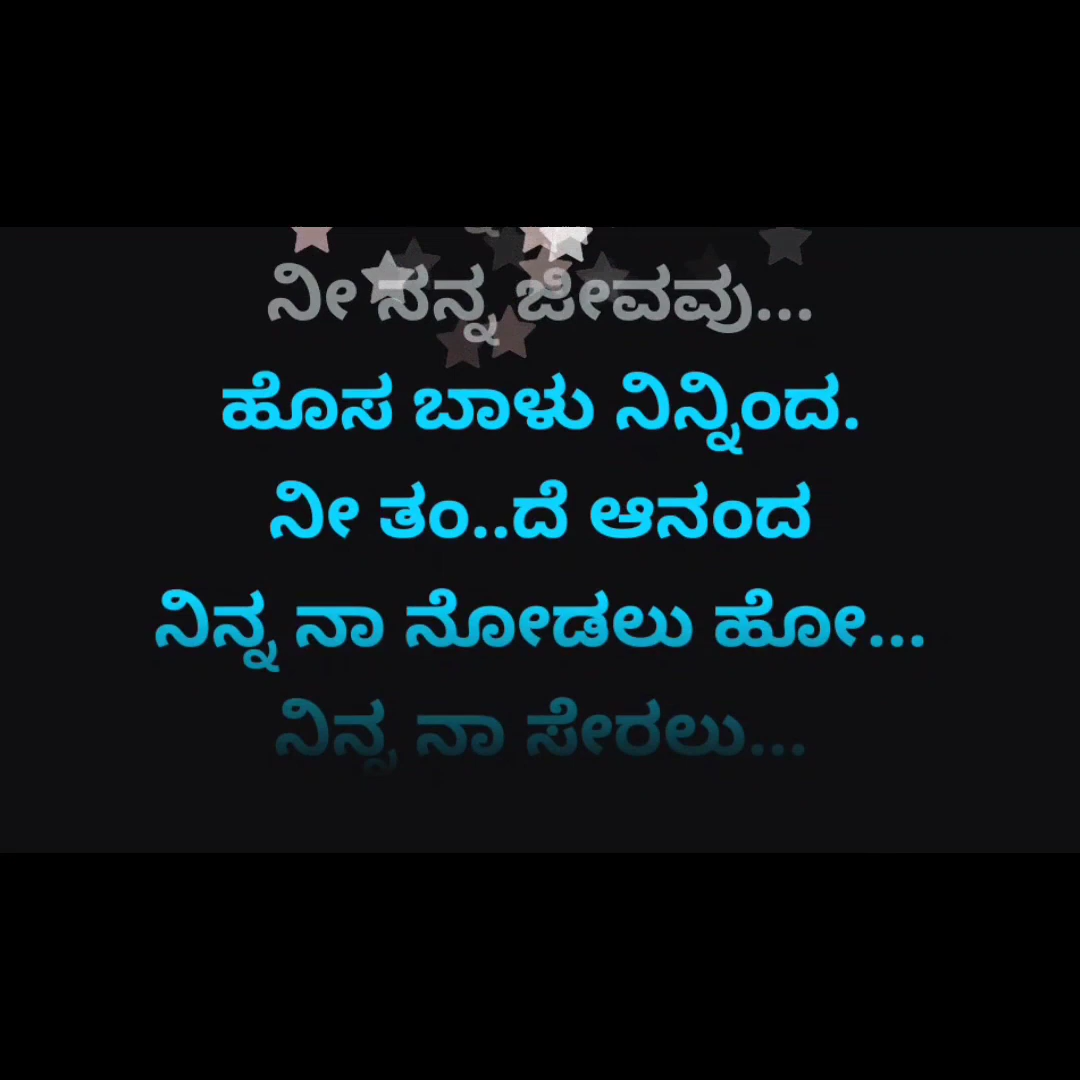 ನೀ ನನ್ನ ಜೀವವು...
ಹೊಸ ಬಾಳು ನಿನ್ನಿಂದ.
ನೀ ತಂ..ದೆ ಆನಂದ
ನಿನ್ನ ನಾ ನೋಡಲು ಹೋ...
ನಿನ್ನ ನಾ ಸೇರಲು...